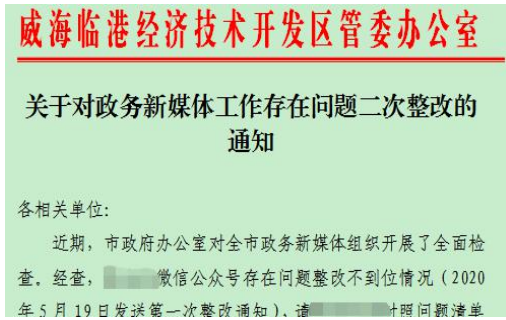 威海临港经济技术开发区管委办公室
关于对政务新媒体工作存在问题二次整改的
通知
各相关单位：
近期，市政府办公室对全市政务新媒体组织开展了全面检
查。经查，微信公众号存在问题整改不到位情况（2020
年5月19日发送第一次整改通知），请对照问题清单